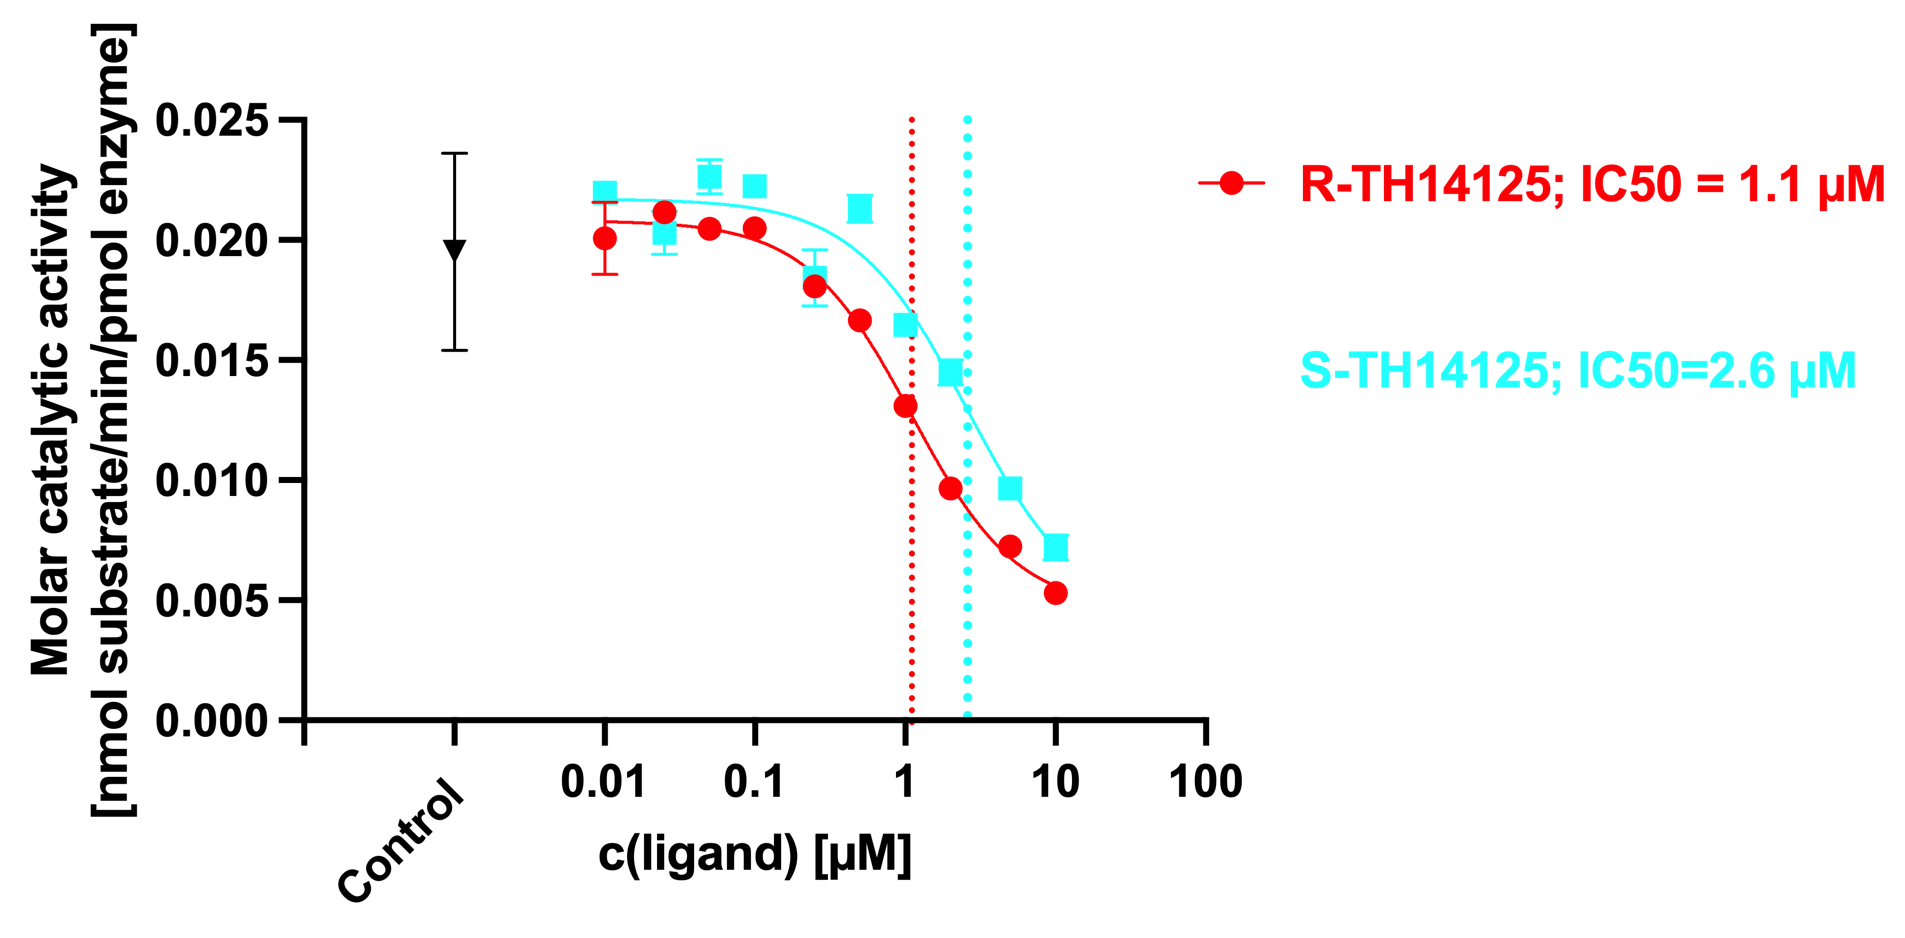 Molar catalytic activity
[nmol substrate/min/pmol enzyme]
0.025
0.020
0.015
0.010
0.005
0.000
Control
0.01
0.1
1
10
100
c(ligand) [µM]
R-TH14125; IC50 = 1.1 µM
S-TH14125; IC50=2.6 µM